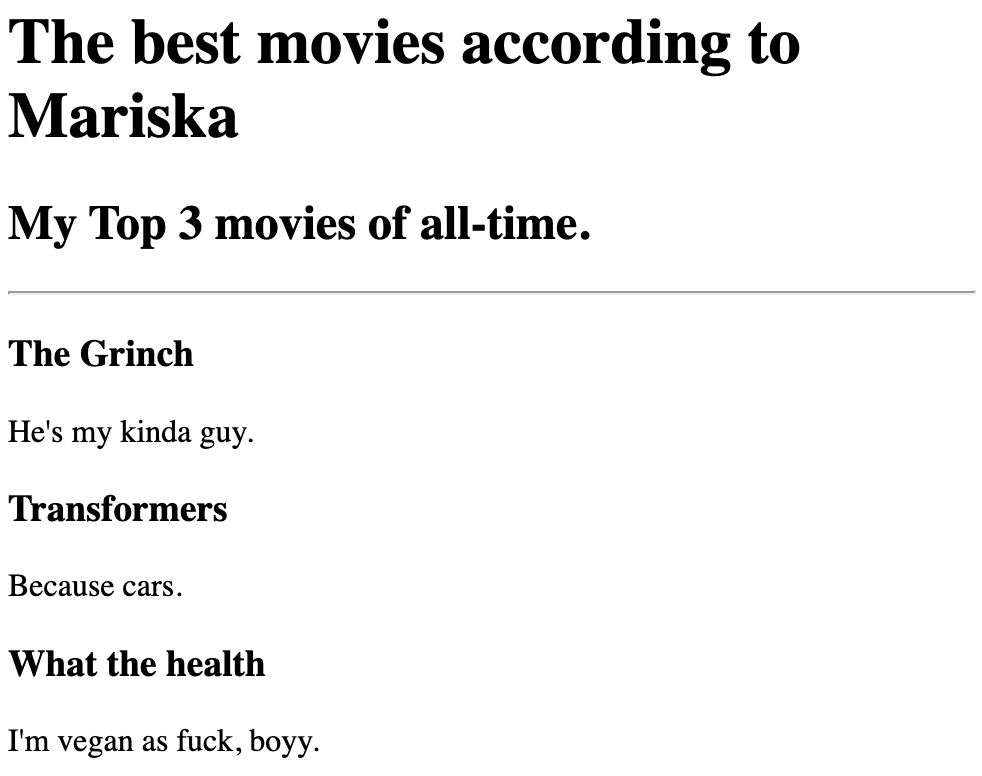 The best movies according to
Mariska
My Top 3 movies of all-time.
The Grinch
He's my kinda guy.
Transformers
Because cars.
What the health
I'm vegan as fuck, boyy.